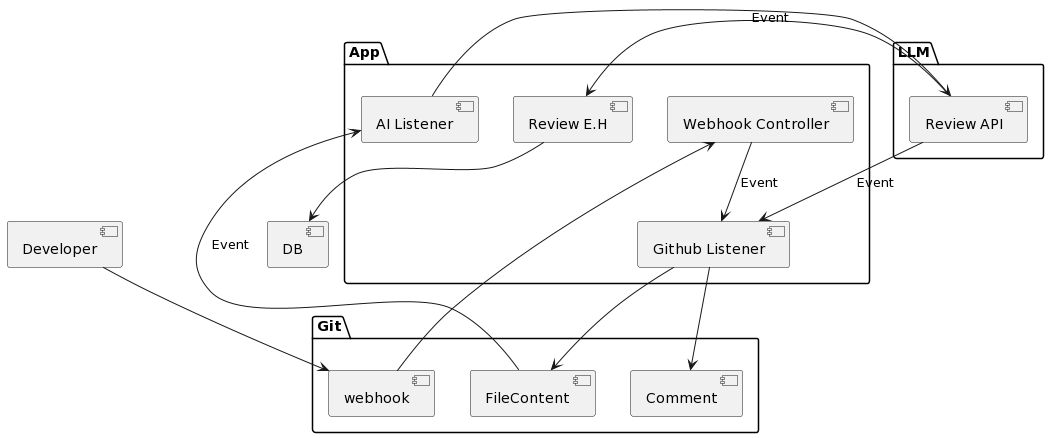 Event
App
LLM
AI Listener
Review E.H
Webhook Controller
Review API
Event
Event
Event
Developer
DB
Github Listener
Git
webhook
FileContent
Comment